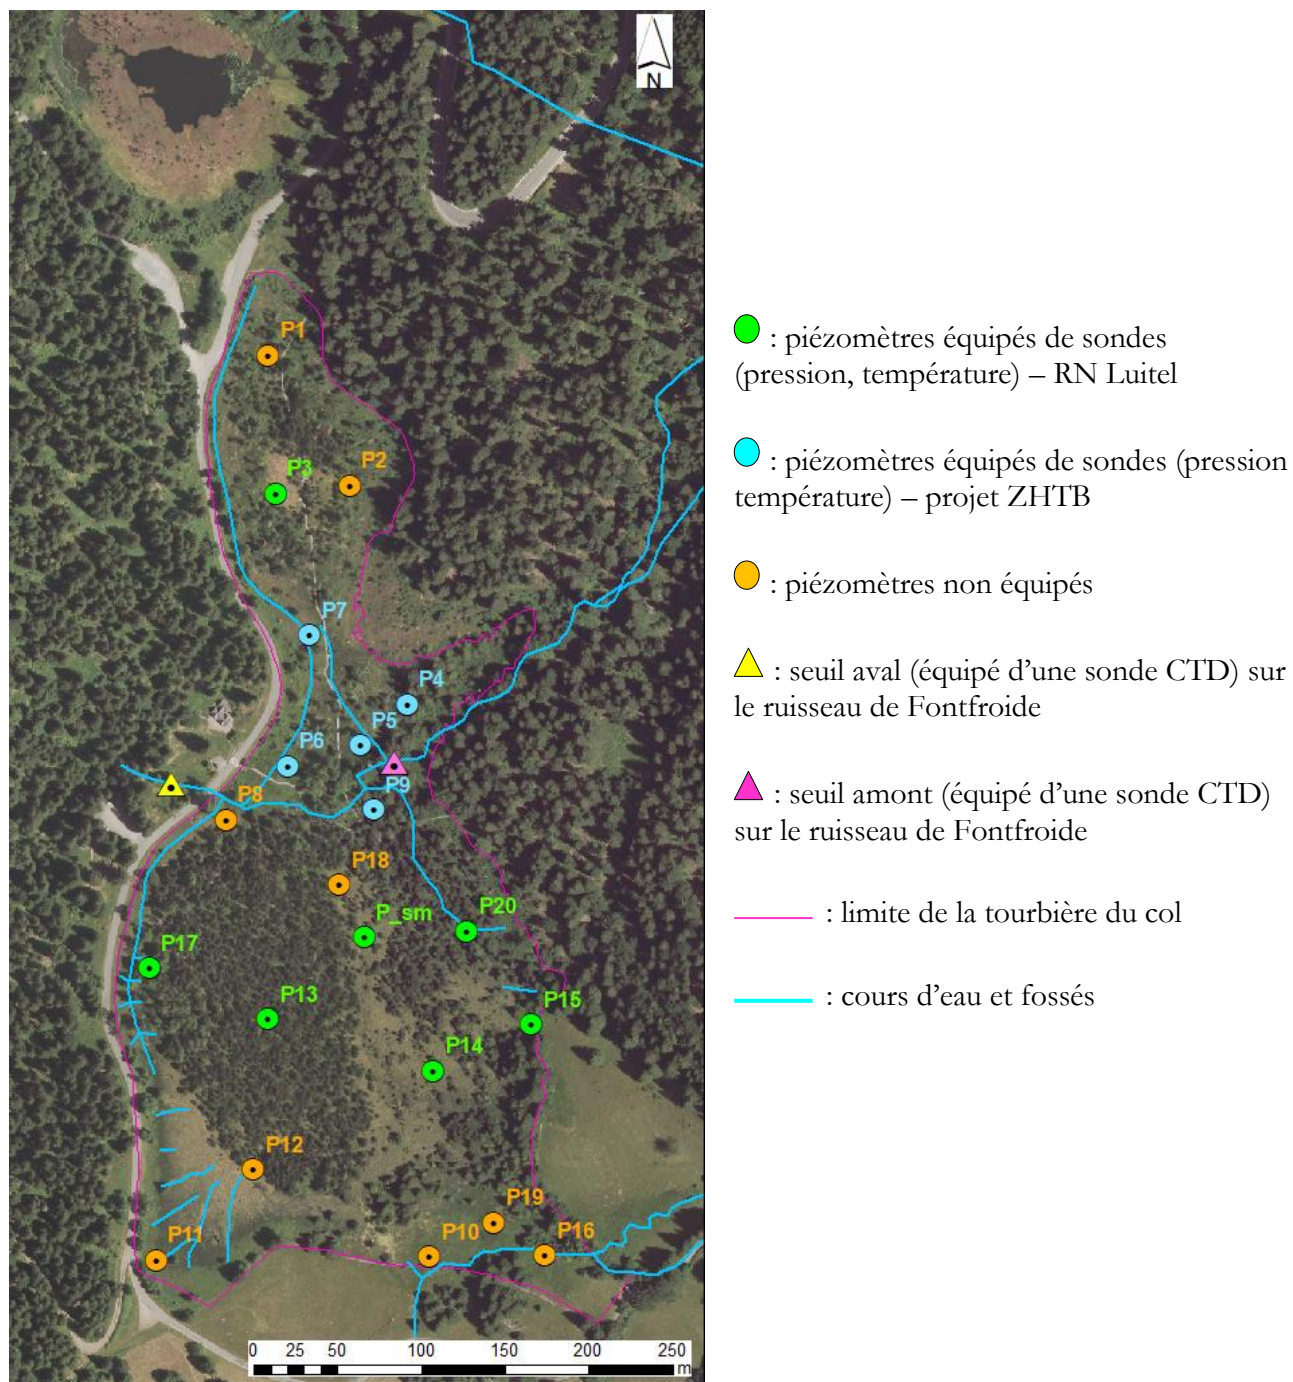 N
P1
P3
P2
P7
P4
P5
P6
P8
P9
P18
P_sm
P20
P17
P13
P15
P14
P12
P19
P11
P10
P16
0 25 50 100 150 200 250
m
: piézomètres équipés de sondes
(pression, température) – RN Luitel
: piézomètres équipés de sondes (pression
température) – projet ZHTB
: piézomètres non équipés
: seuil aval (équipé d'une sonde CTD) sur
le ruisseau de Fontfroide
: seuil amont (équipé d'une sonde CTD)
sur le ruisseau de Fontfroide
: limite de la tourbière du col
: cours d'eau et fossés